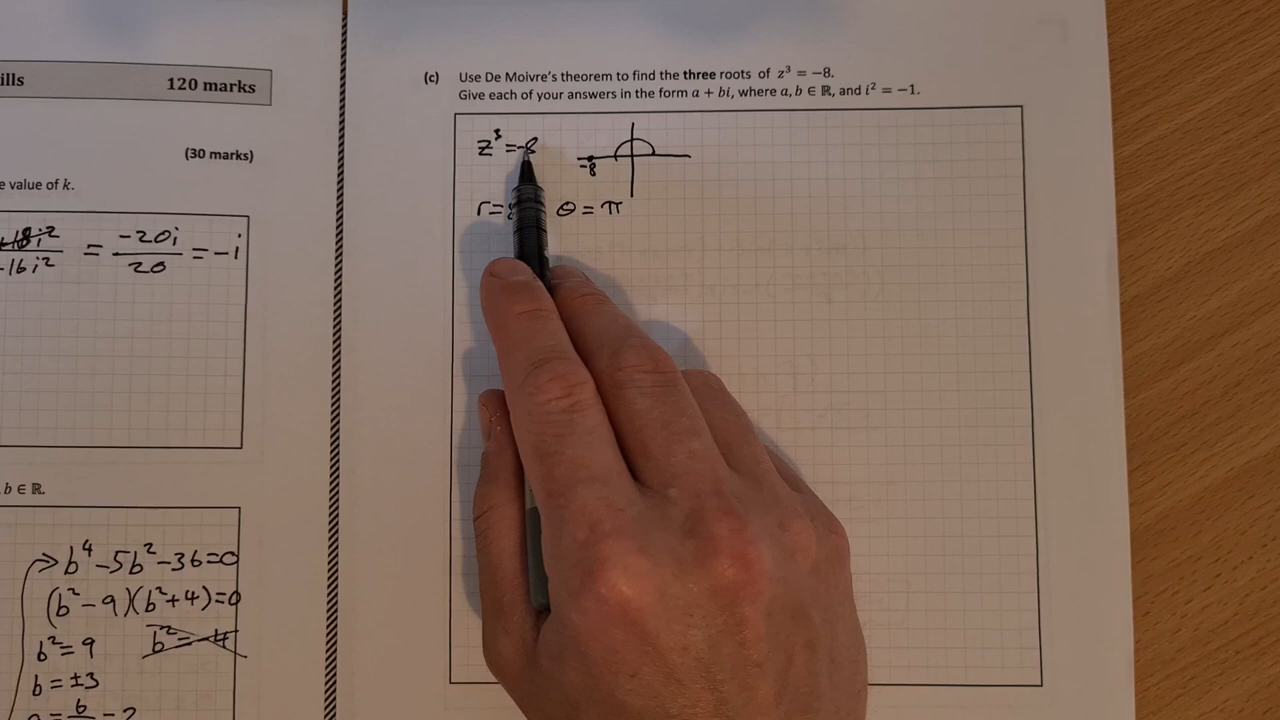 ills 120 marks
(30 marks)
e value of k.
+18i²/-16i² = -20i/20 = -i
b ∈ ℝ.
→ b⁴-5b²-36=0
(b²-9)(b²+4)=0
b²=9 b²=-4
b=±3
(c) Use De Moivre's theorem to find the three roots of z³ = −8.
Give each of your answers in the form a + bi, where a, b ∈ ℝ, and i² = −1.
z³=-8
-8
r= θ=π